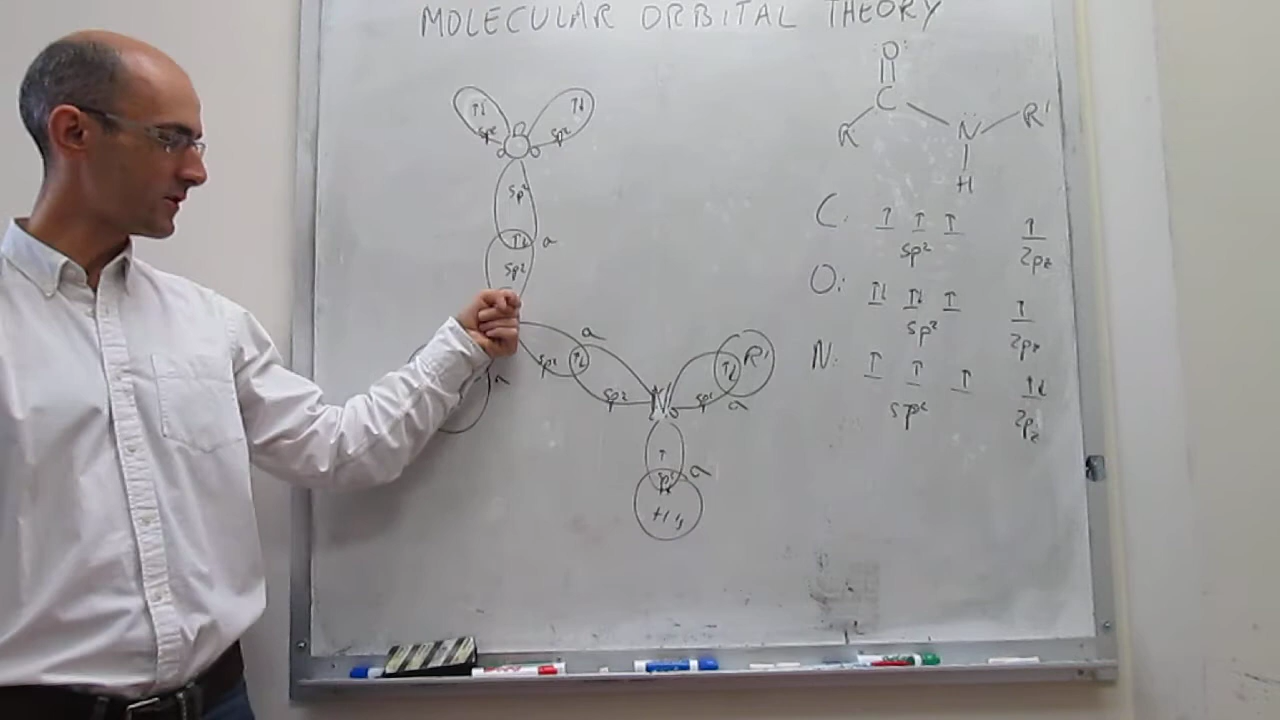 MOLECULAR ORBITAL THEORY
O
C
R
N
R'
H
↑↓ ↑↓
sp² sp²
O
sp²
↑↓ σ
sp²
σ
sp² ↑↓
sp²
N
sp² ↑↓ R'
σ
σ
↑
sp² σ
H 1s
C: ↑ ↑ ↑ ↑
sp² 2pz
O: ↑↓ ↑↓ ↑ ↑
sp² 2pz
N: ↑ ↑ ↑ ↑↓
sp² 2pz